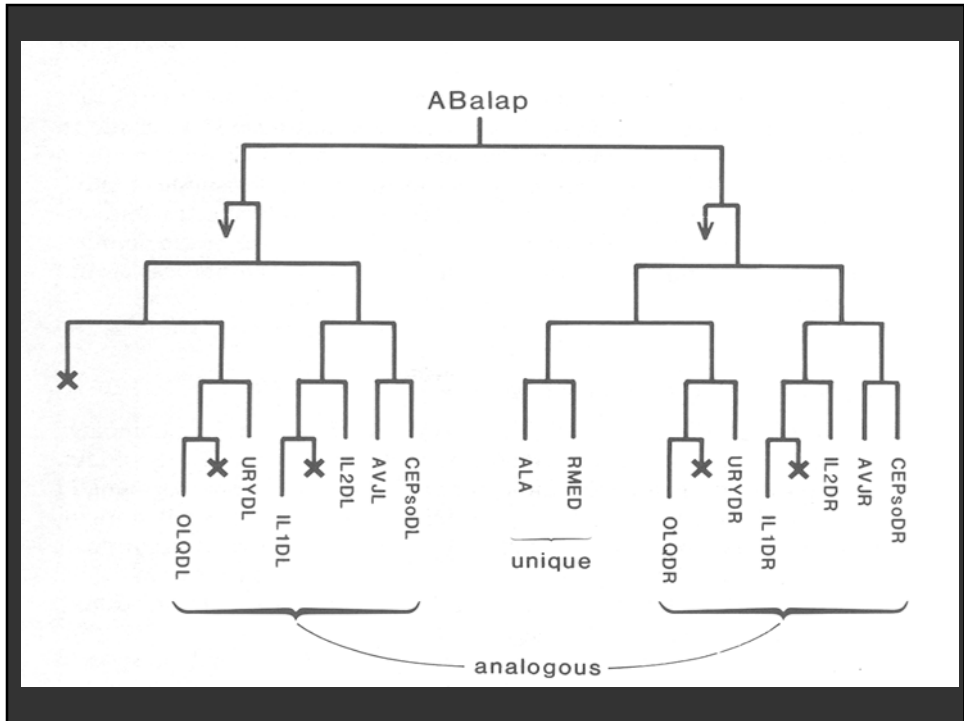 ABalap
OLQDL
URYDL
IL1DL
IL2DL
AVJL
CEPsoDL
ALA
RMED
unique
OLQDR
URYDR
IL1DR
IL2DR
AVJR
CEPsoDR
analogous